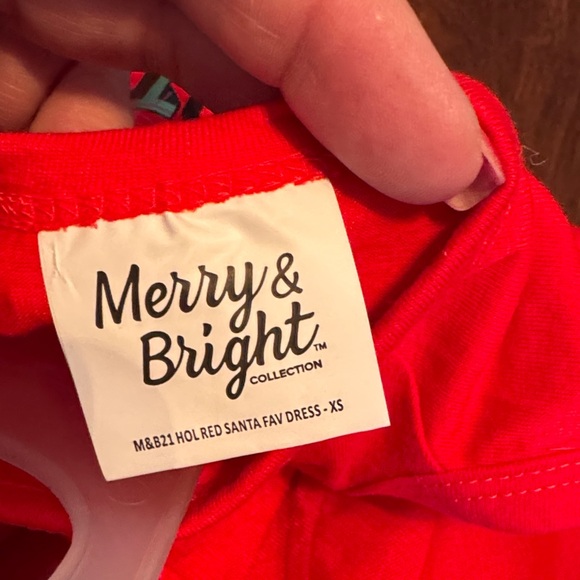 Merry &
Bright™
COLLECTION
M&B21 HOL RED SANTA FAV DRESS - XS